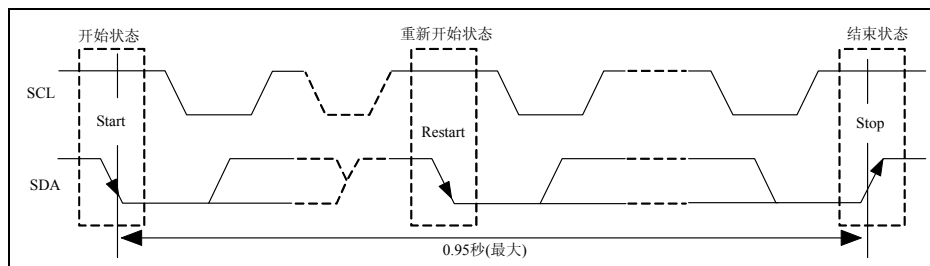 开始状态
重新开始状态
结束状态
SCL
Start
Restart
Stop
SDA
0.95秒(最大)